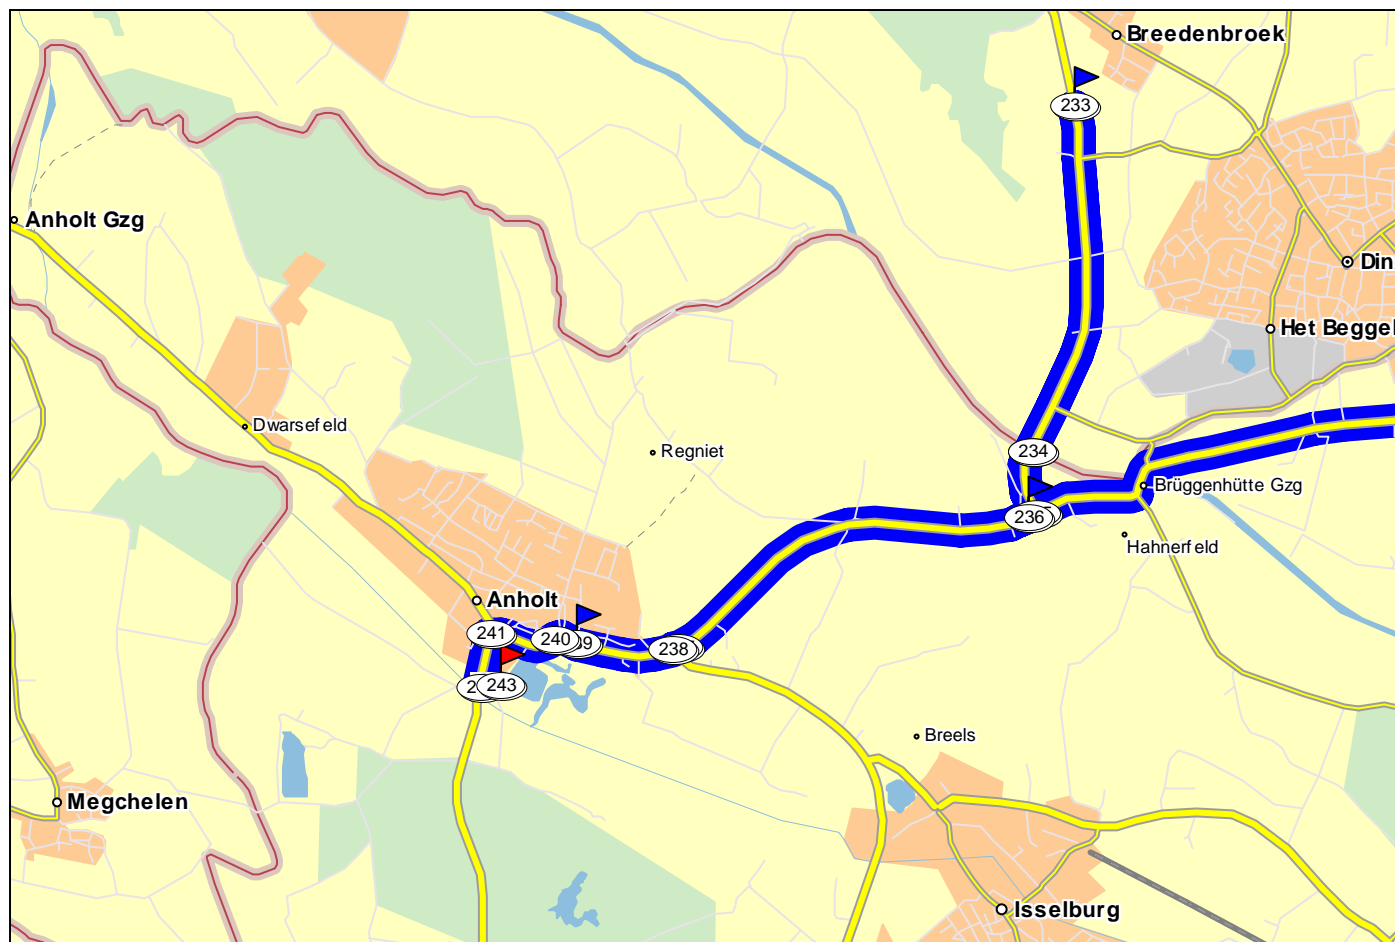 Breedenbroek
233
Anholt Gzg
Din
Het Beggel
Dwarsefeld
Regniet
234
Brüggenhütte Gzg
236
Hahnerfeld
Anholt
241
240
238
243
Breels
Megchelen
Isselburg